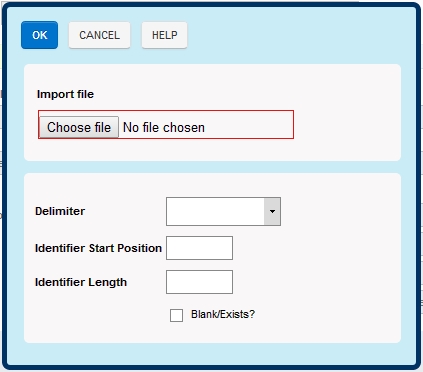 OK CANCEL HELP
Import file
Choose file No file chosen
Delimiter
Identifier Start Position
Identifier Length
Blank/Exists?